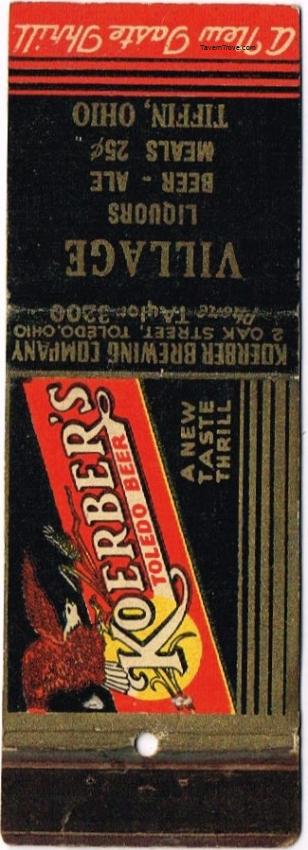 A New Taste Thrill
TavernTrove.com
VILLAGE
LIQUORS
BEER - ALE
MEALS 25¢
TIFFIN, OHIO
KOERBER BREWING COMPANY
2 OAK STREET, TOLEDO, OHIO
Phone TAylor 3200
KOERBER'S
TOLEDO BEER
A NEW
TASTE
THRILL